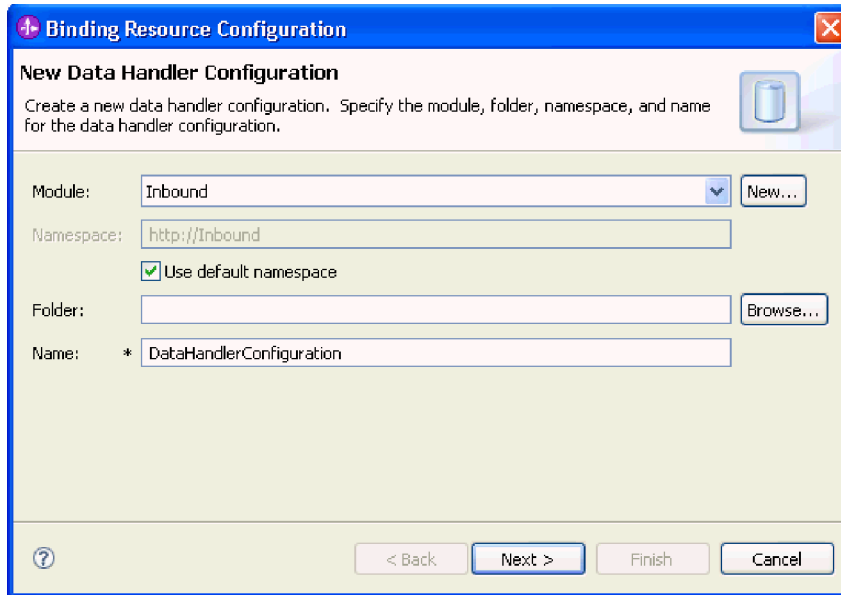 Binding Resource Configuration
New Data Handler Configuration
Create a new data handler configuration. Specify the module, folder, namespace, and name
for the data handler configuration.
Module: Inbound New...
Namespace: http://Inbound
Use default namespace
Folder: Browse...
Name: * DataHandlerConfiguration
? < Back Next > Finish Cancel